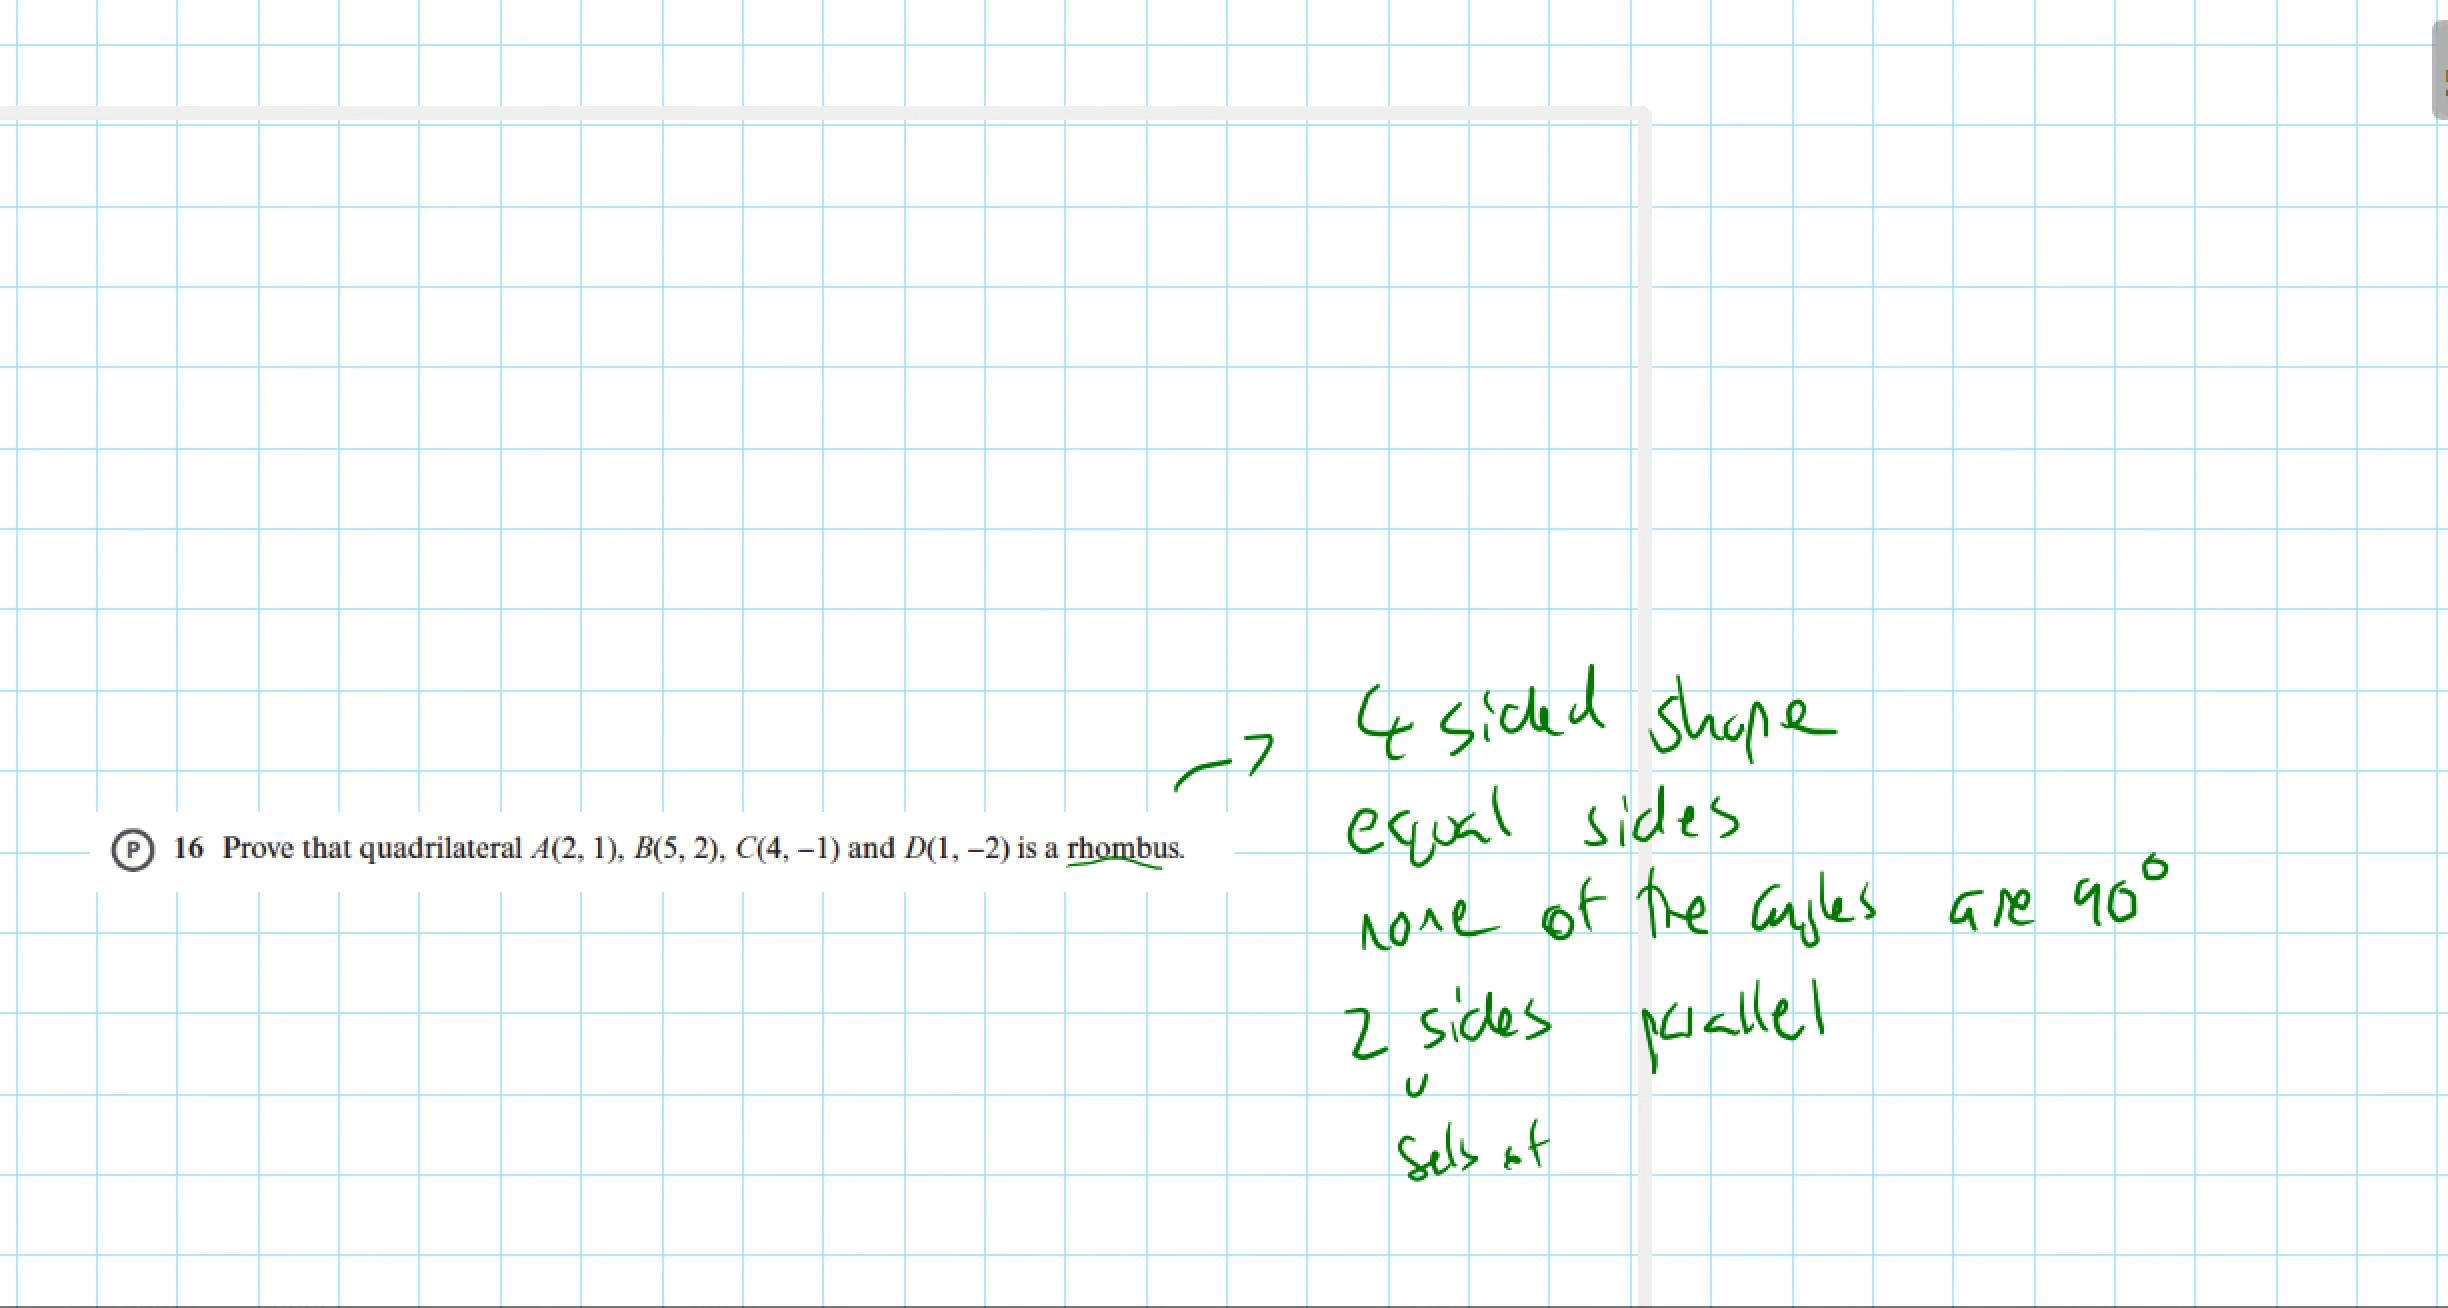 4 sided shape
equal sides
Ⓟ 16 Prove that quadrilateral A(2, 1), B(5, 2), C(4, −1) and D(1, −2) is a rhombus.
none of the angles are 90°
2 sides parallel
sets of